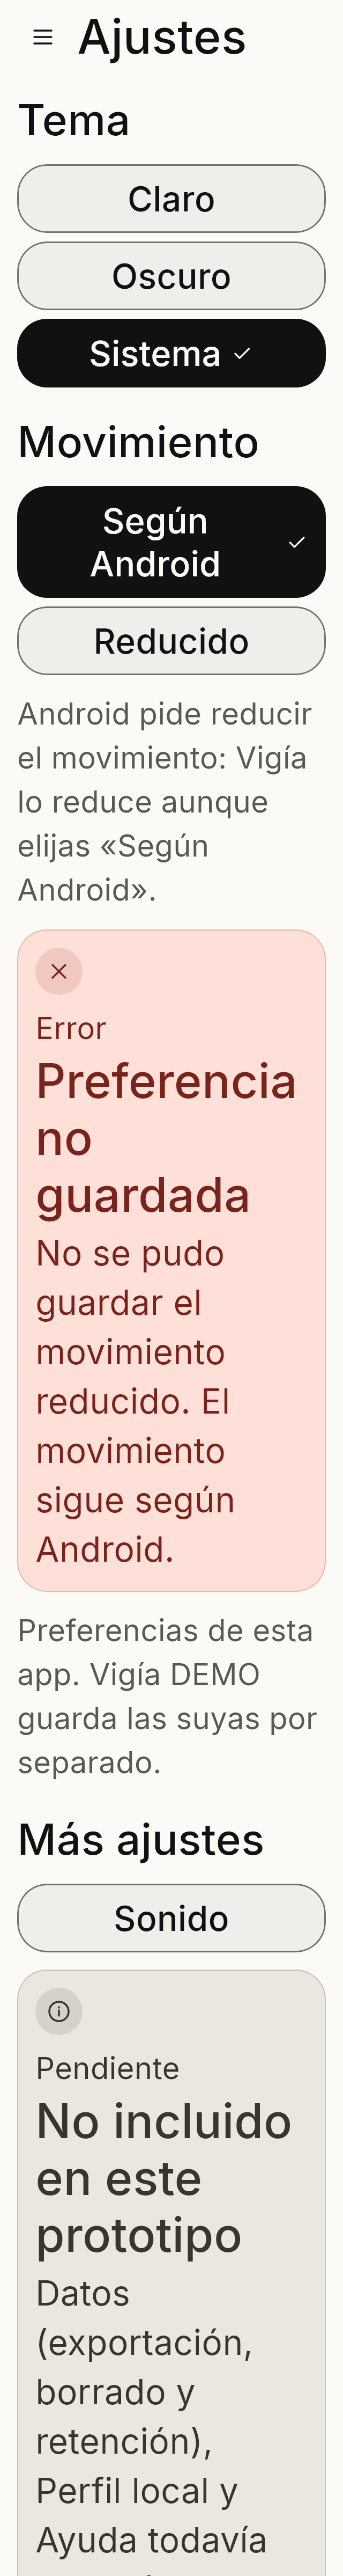 Ajustes
Tema
Claro
Oscuro
Sistema
Movimiento
Según
Android
Reducido
Android pide reducir
el movimiento: Vigía
lo reduce aunque
elijas «Según
Android».
Error
Preferencia
no
guardada
No se pudo
guardar el
movimiento
reducido. El
movimiento
sigue según
Android.
Preferencias de esta
app. Vigía DEMO
guarda las suyas por
separado.
Más ajustes
Sonido
Pendiente
No incluido
en este
prototipo
Datos
(exportación,
borrado y
retención),
Perfil local y
Ayuda todavía